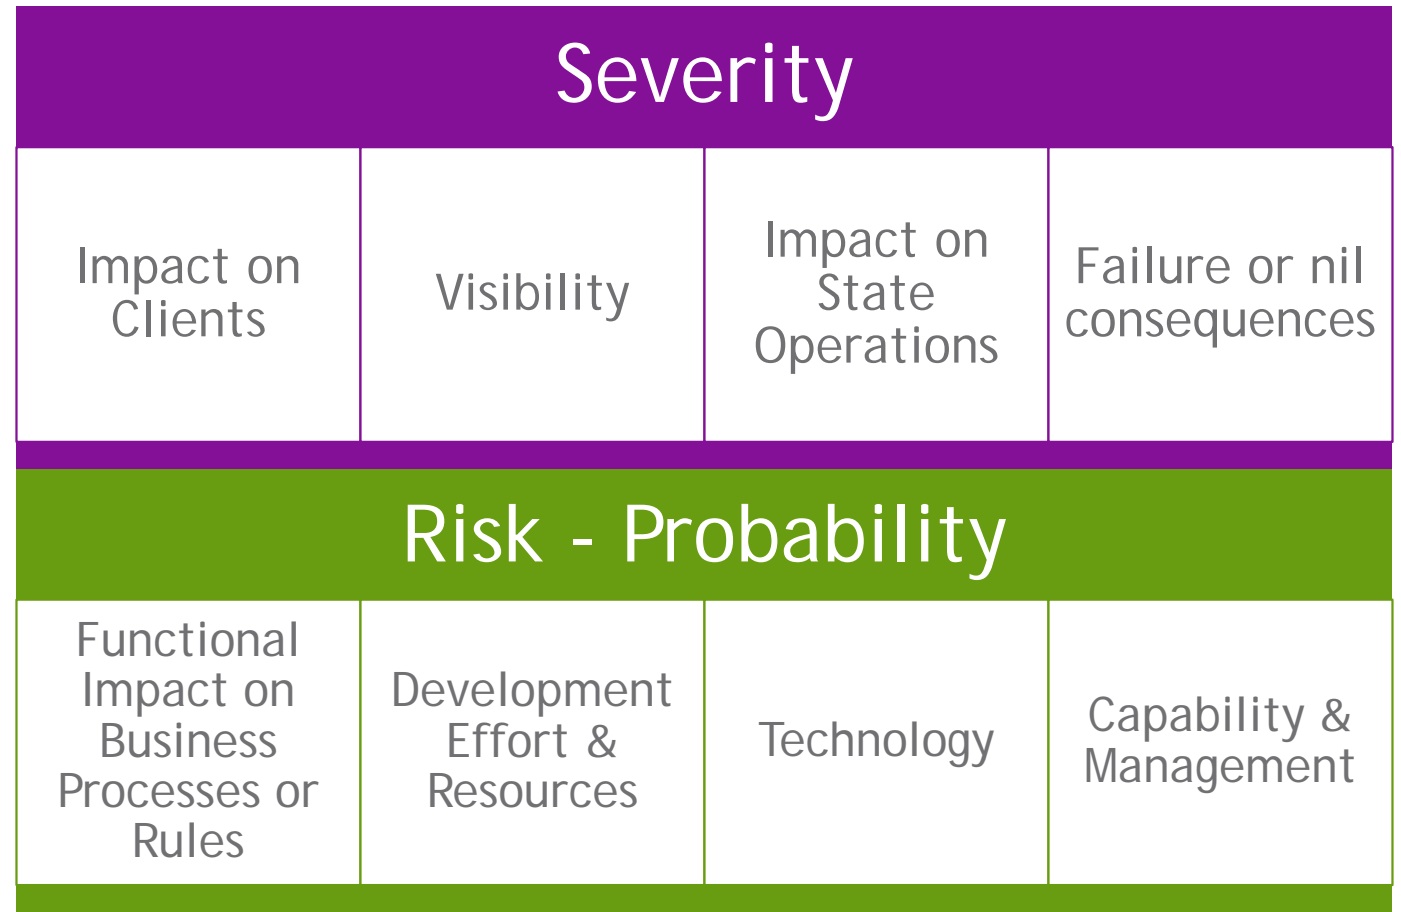 Severity
Impact on
Clients
Visibility
Impact on
State
Operations
Failure or nil
consequences
Risk - Probability
Functional
Impact on
Business
Processes or
Rules
Development
Effort &
Resources
Technology
Capability &
Management